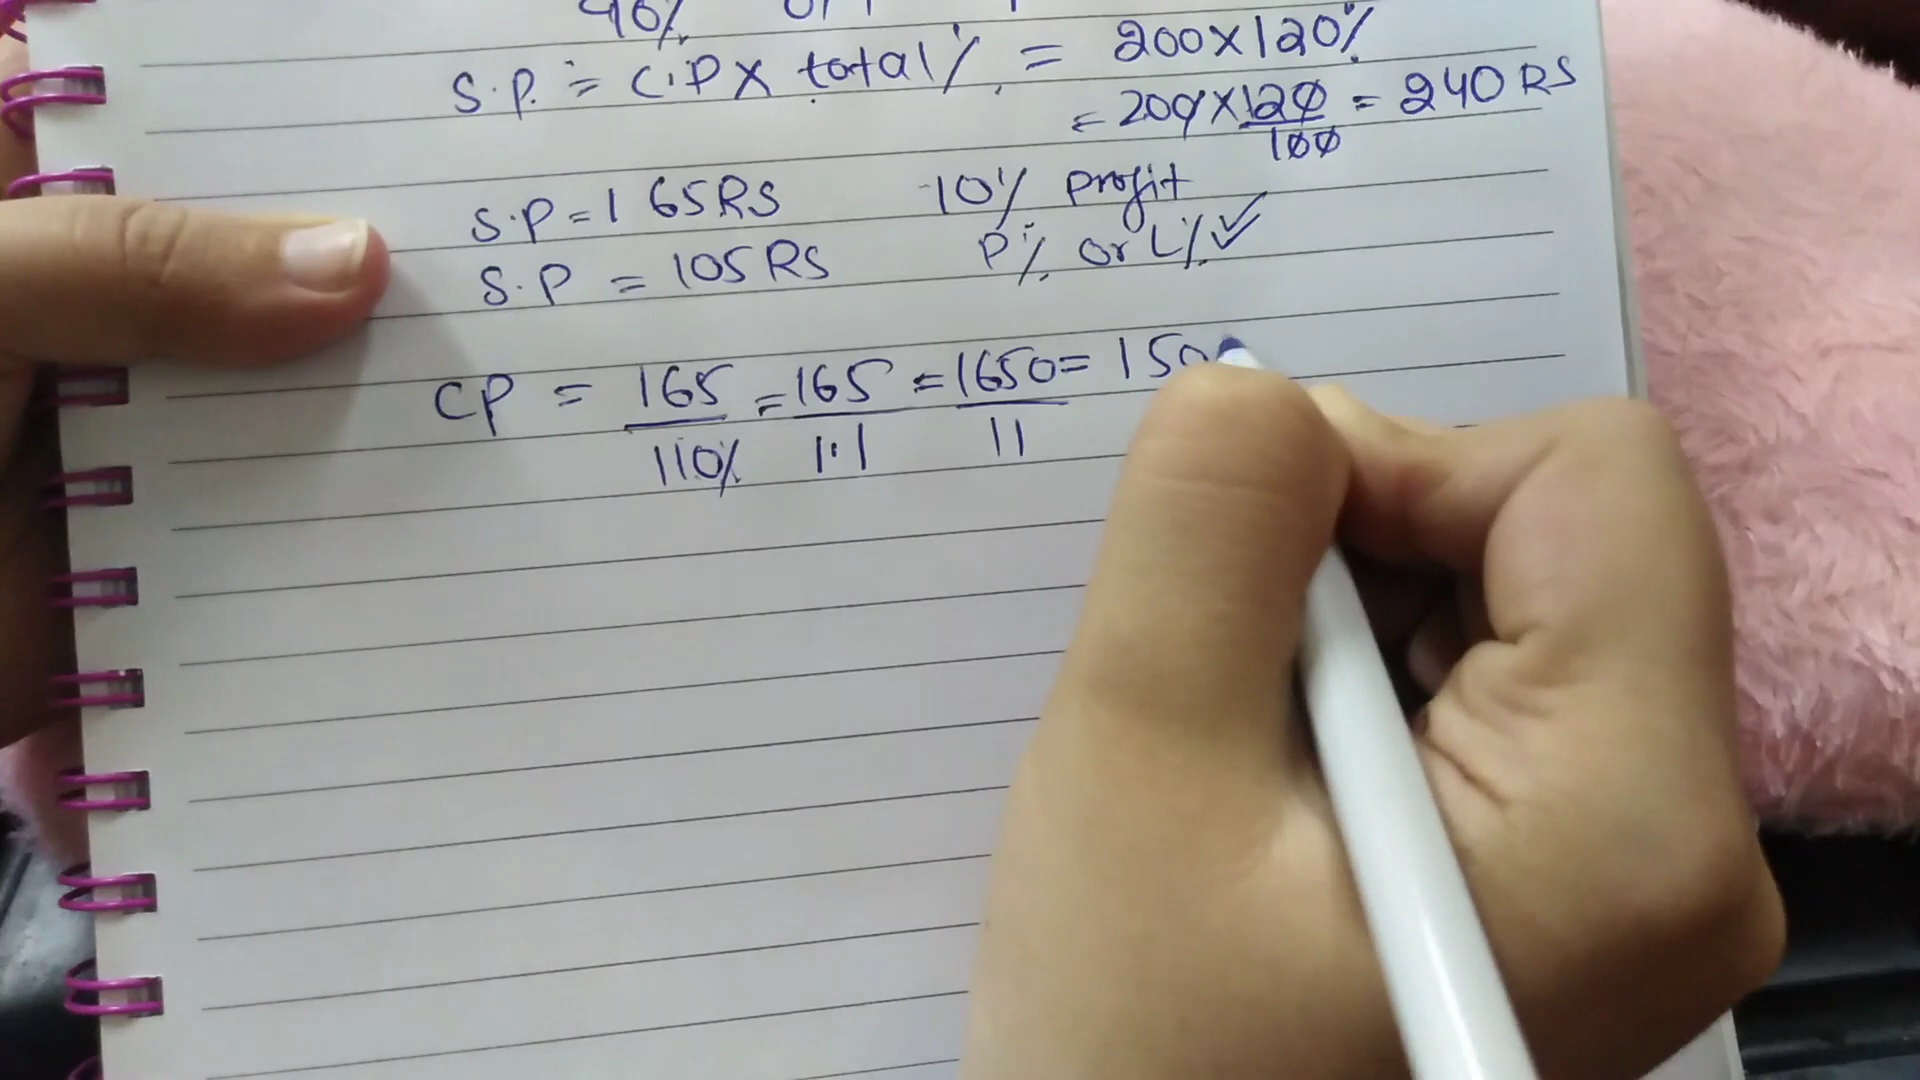 S.P. = C.P X total % = 200X120%
= 200X120/100 = 240 RS
S.P = 165RS 10% profit
S.P = 105 RS P% or L% ✓
CP = 165/110% = 165/1.1 = 1650/11 = 150